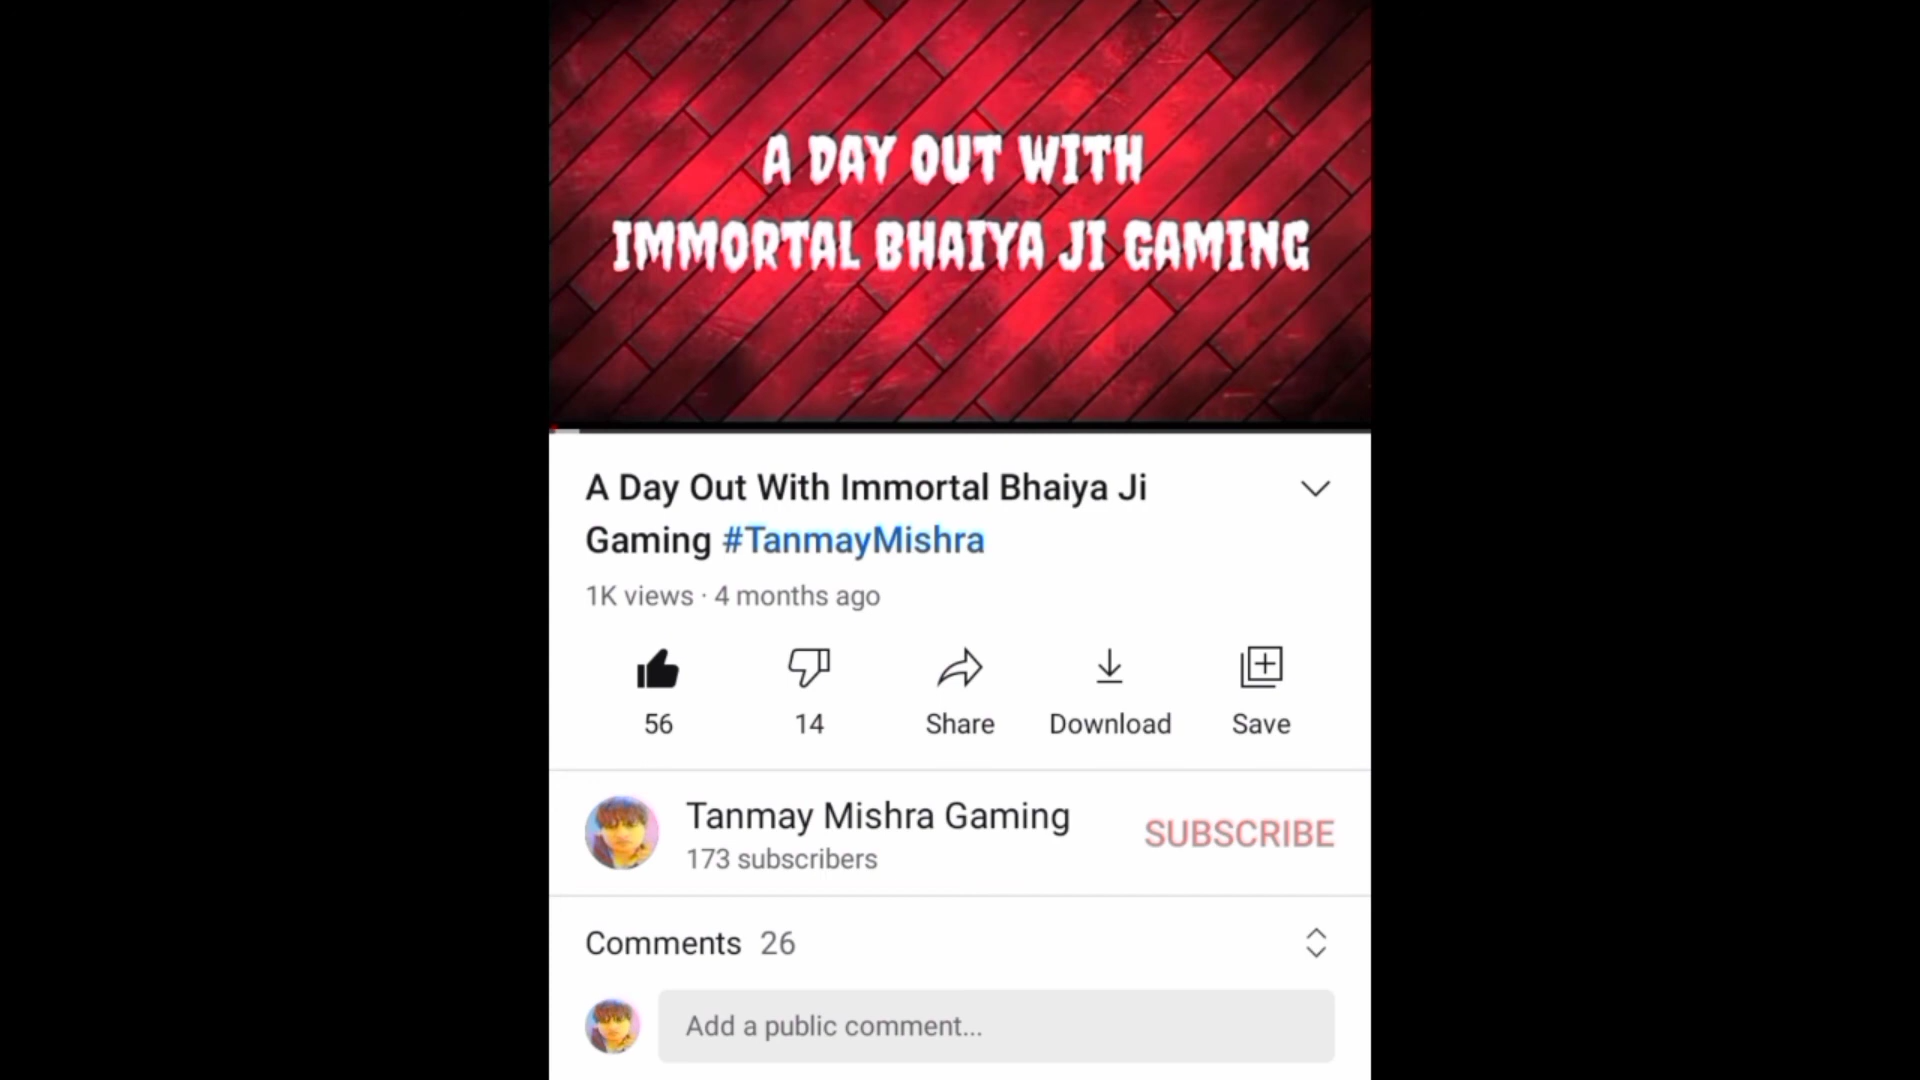 A DAY OUT WITH
IMMORTAL BHAIYA JI GAMING
A Day Out With Immortal Bhaiya Ji
Gaming #TanmayMishra
1K views · 4 months ago
56
14
Share
Download
Save
Tanmay Mishra Gaming
SUBSCRIBE
173 subscribers
Comments 26
Add a public comment...